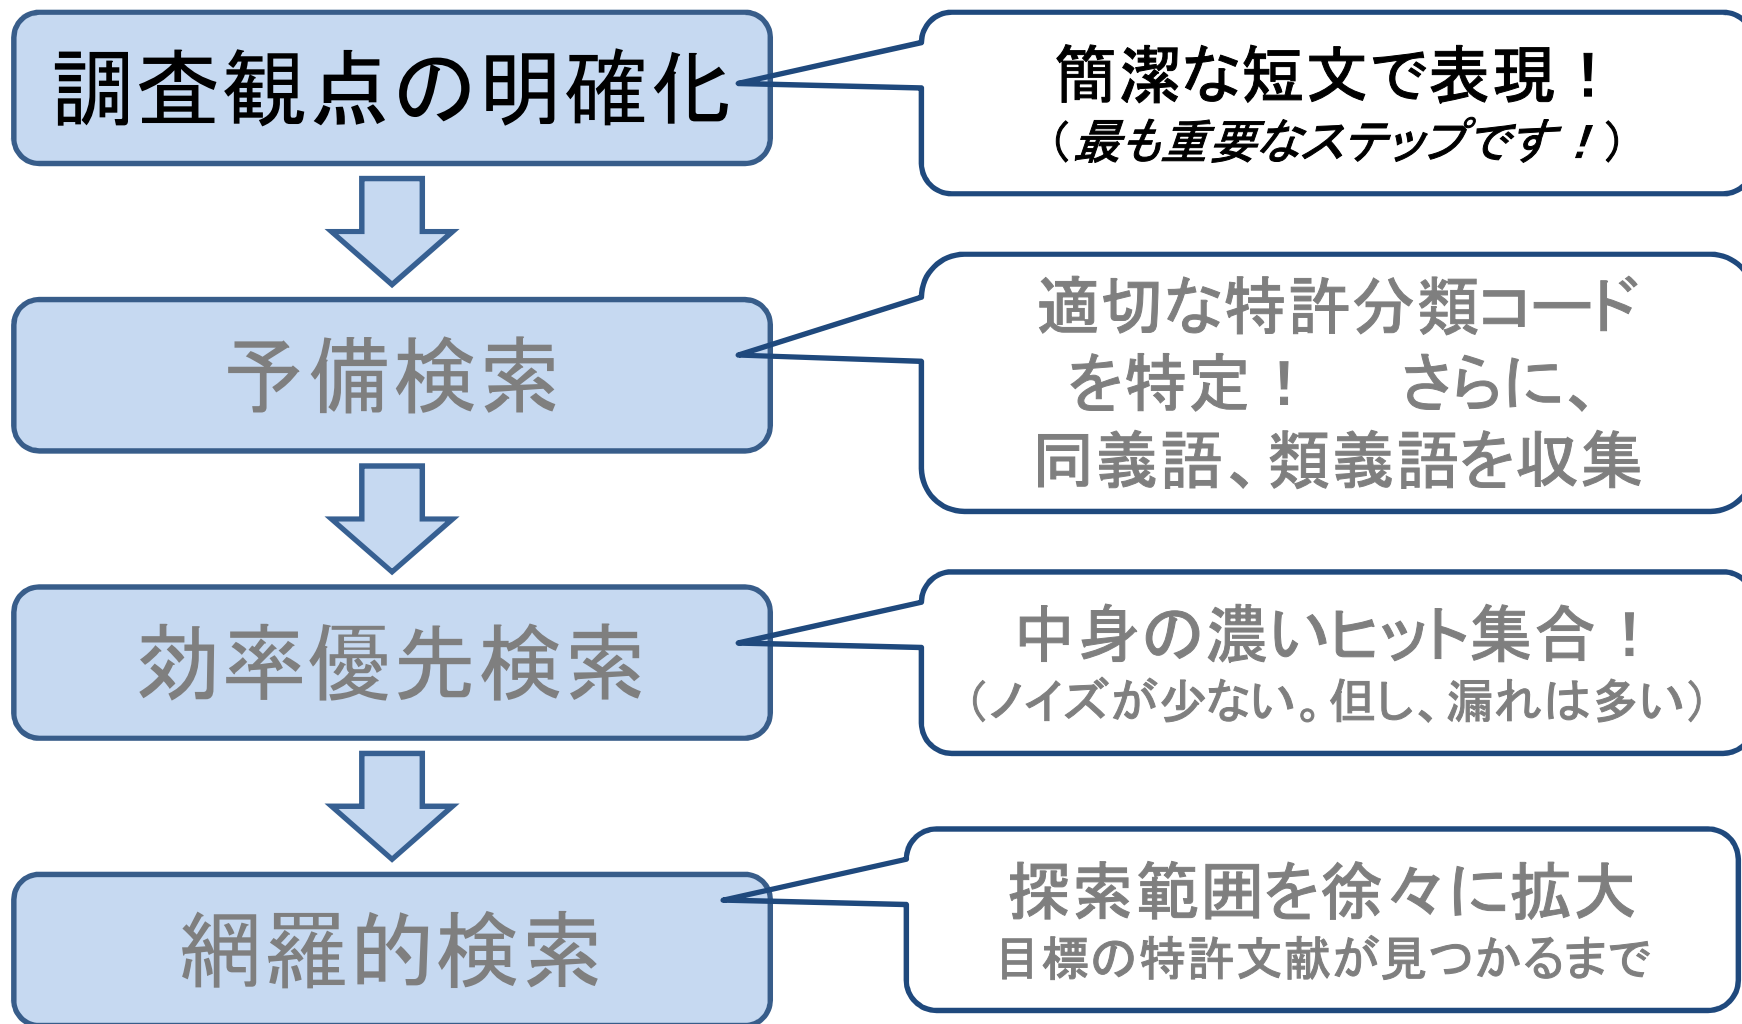 調査観点の明確化
簡潔な短文で表現！
（最も重要なステップです！）
予備検索
適切な特許分類コード
を特定！　さらに、
同義語、類義語を収集
効率優先検索
中身の濃いヒット集合！
（ノイズが少ない。但し、漏れは多い）
網羅的検索
探索範囲を徐々に拡大
目標の特許文献が見つかるまで